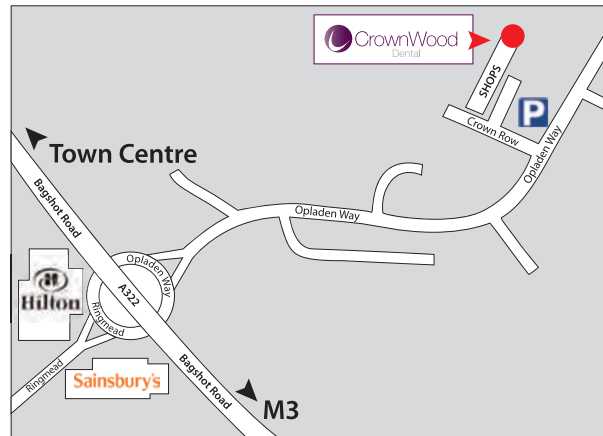 CrownWood
Dental
SHOPS
P
Crown Row
Opladen Way
Town Centre
Bagshot Road
Opladen Way
Hilton
Opladen Way
A322
Ringmead
Ringmead
Sainsbury's
Bagshot Road
M3